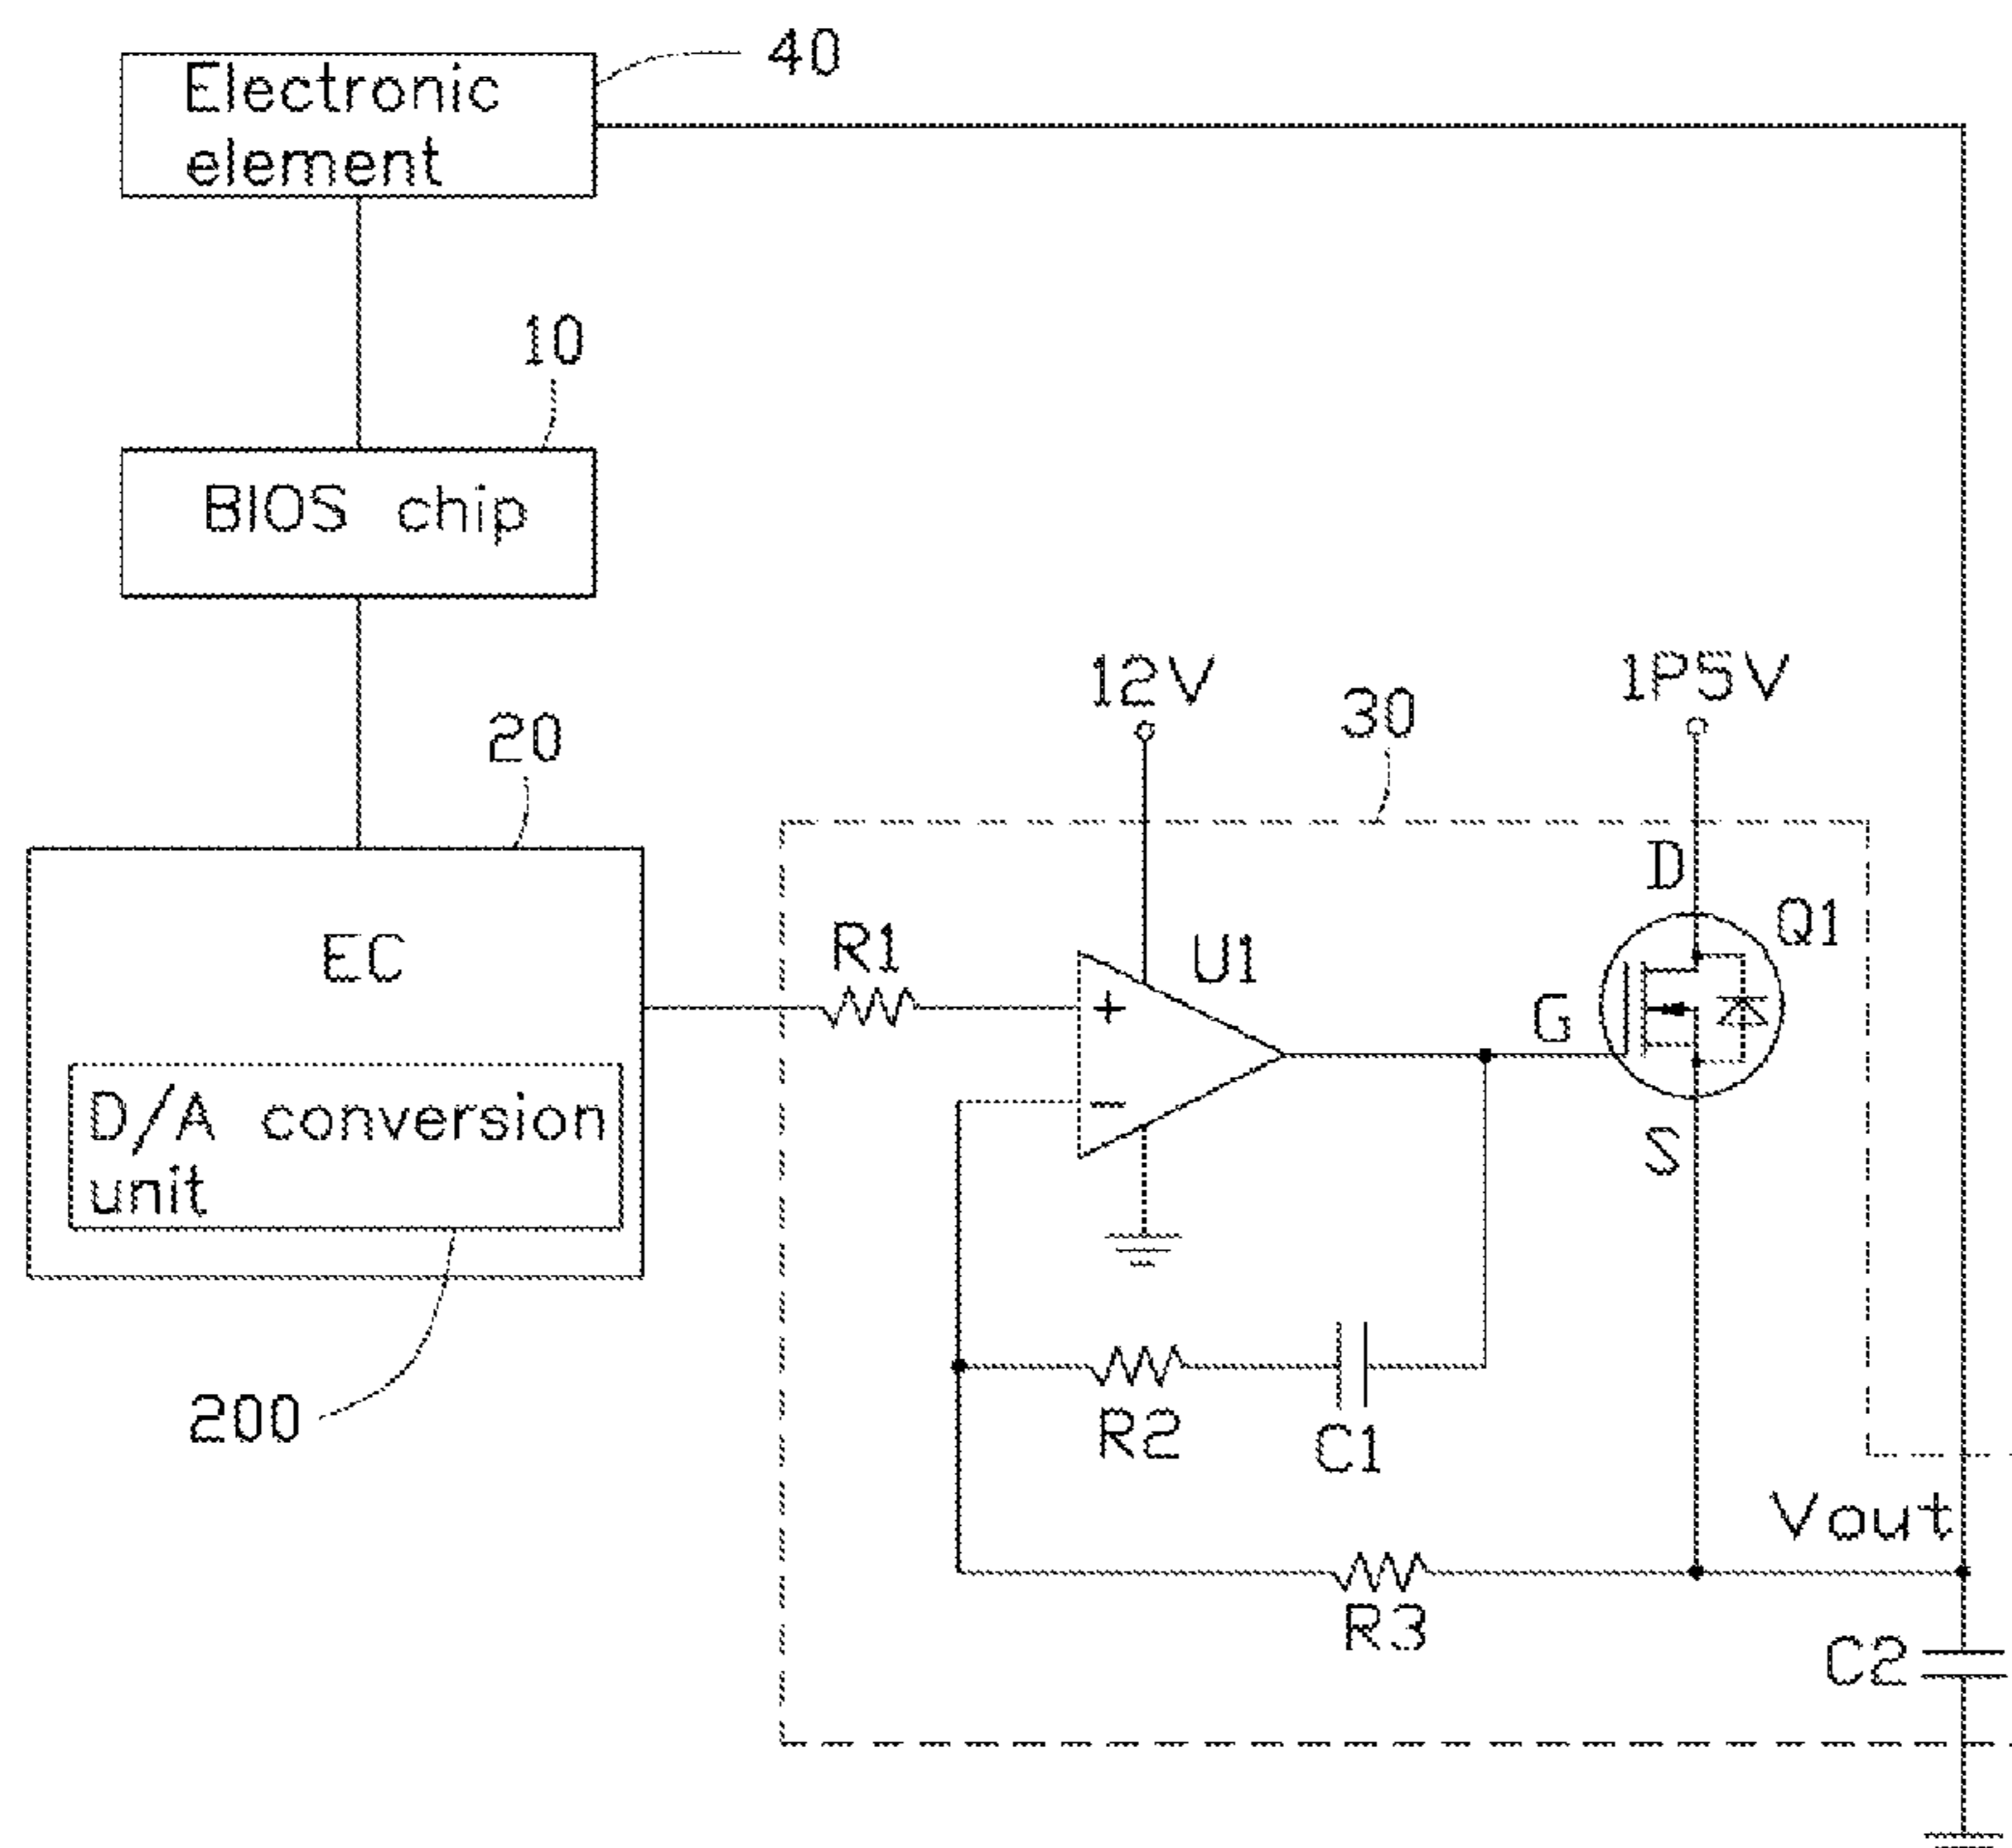 40
Electronic
element
10
BIOS chip
12V
30
1P5V
20
D
Q1
R1
U1
EC
+
G
D/A conversion
unit
−
S
200
R2
C1
Vout
R3
C2